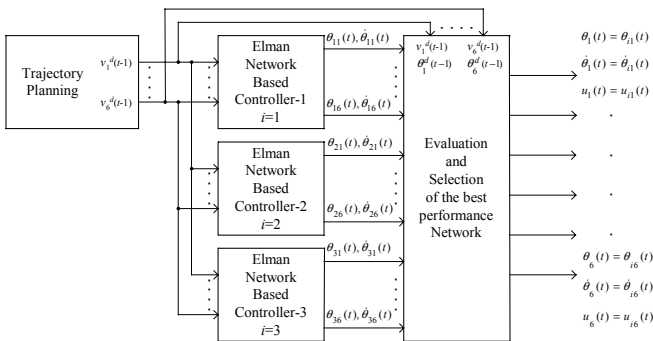 Trajectory
Planning
v₁ᵈ(t-1)
v₆ᵈ(t-1)
Elman
Network
Based
Controller-1
i=1
θ₁₁(t), θ̇₁₁(t)
θ₁₆(t), θ̇₁₆(t)
Elman
Network
Based
Controller-2
i=2
θ₂₁(t), θ̇₂₁(t)
θ₂₆(t), θ̇₂₆(t)
Elman
Network
Based
Controller-3
i=3
θ₃₁(t), θ̇₃₁(t)
θ₃₆(t), θ̇₃₆(t)
v₁ᵈ(t-1) v₆ᵈ(t-1)
θ₁ᵈ(t−1) θ₆ᵈ(t−1)
Evaluation
and
Selection
of the best
performance
Network
θ₁(t) = θᵢ₁(t)
θ̇₁(t) = θ̇ᵢ₁(t)
u₁(t) = uᵢ₁(t)
θ₆(t) = θᵢ₆(t)
θ̇₆(t) = θ̇ᵢ₆(t)
u₆(t) = uᵢ₆(t)